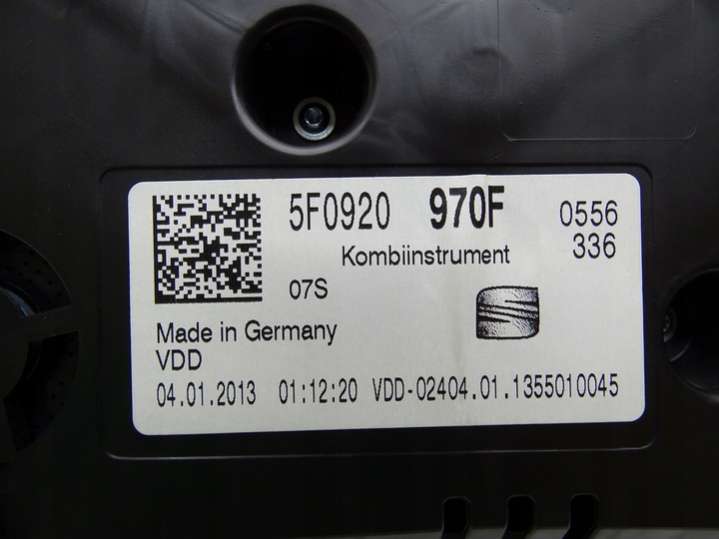 5F0920 970F 0556
Kombiinstrument 336
07S
Made in Germany
VDD
04.01.2013 01:12:20 VDD-02404.01.1355010045